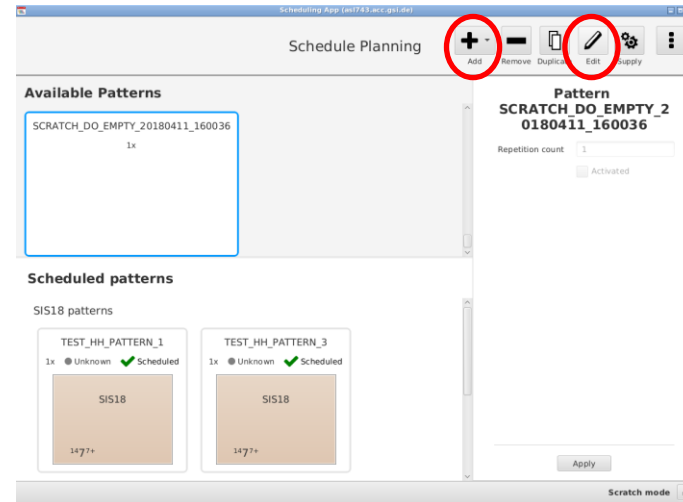 Scheduling App (asl743.acc.gsi.de)
Schedule Planning
Add Remove Duplicate Edit Supply
Available Patterns
SCRATCH_DO_EMPTY_20180411_160036
1x
Pattern
SCRATCH_DO_EMPTY_2
0180411_160036
Repetition count 1
Activated
Scheduled patterns
SIS18 patterns
TEST_HH_PATTERN_1
1x Unknown Scheduled
SIS18
¹⁴7⁷⁺
TEST_HH_PATTERN_3
1x Unknown Scheduled
SIS18
¹⁴7⁷⁺
Apply
Scratch mode